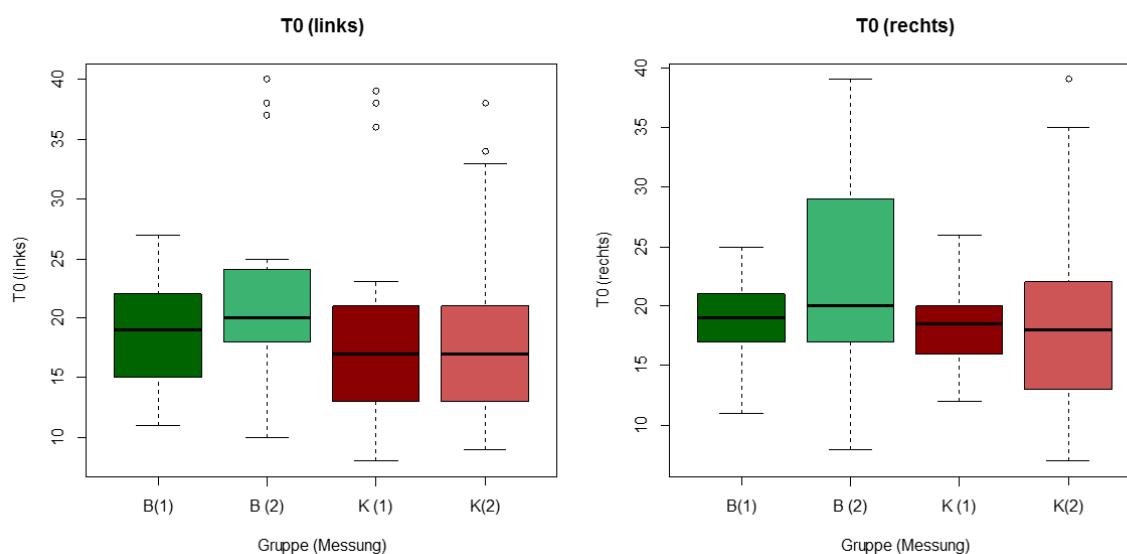 T0 (links)
T0 (links)
40
35
30
25
20
15
10
B(1) B (2) K (1) K(2)
Gruppe (Messung)
T0 (rechts)
T0 (rechts)
40
35
30
25
20
15
10
B(1) B (2) K (1) K(2)
Gruppe (Messung)